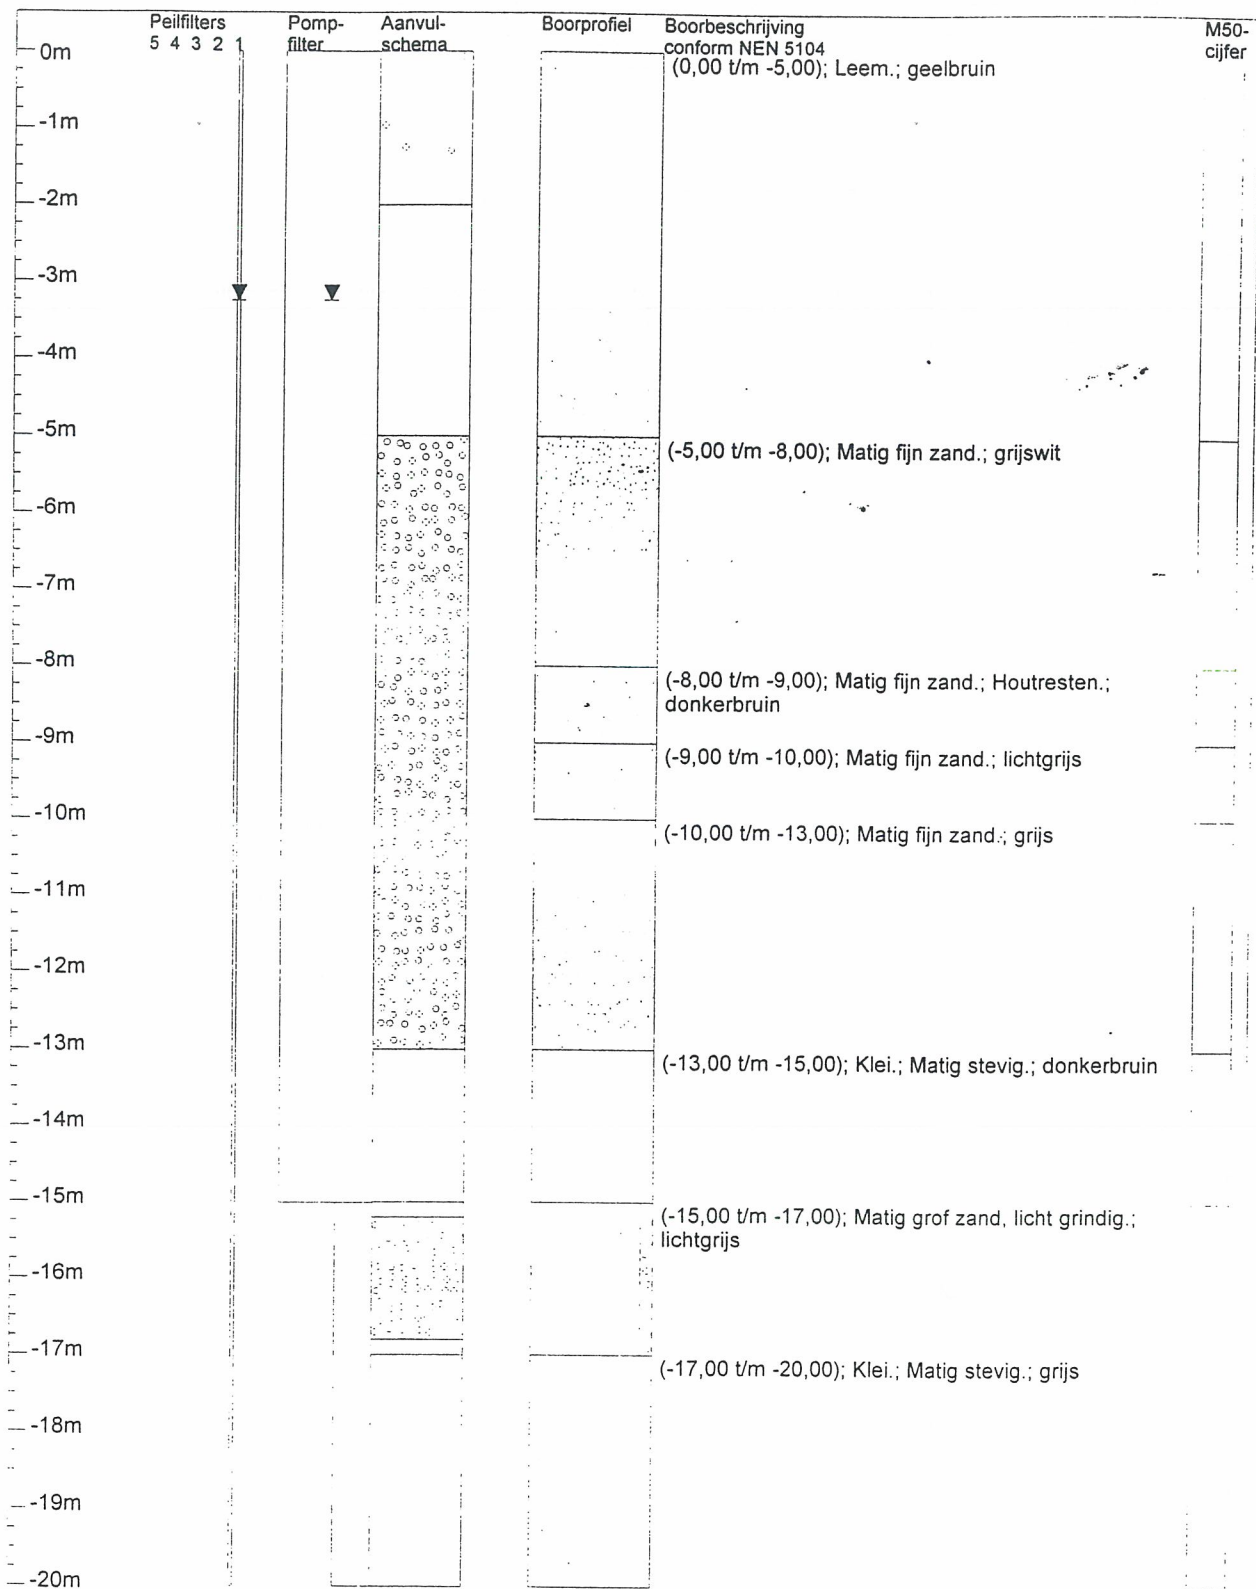 Peilfilters
5 4 3 2 1
Pomp-
filter
Aanvul-
schema
Boorprofiel
Boorbeschrijving
conform NEN 5104
M50-
cijfer
0m
(0,00 t/m -5,00); Leem.; geelbruin
-1m
-2m
-3m
-4m
-5m
(-5,00 t/m -8,00); Matig fijn zand.; grijswit
-6m
-7m
-8m
(-8,00 t/m -9,00); Matig fijn zand.; Houtresten.;
donkerbruin
-9m
(-9,00 t/m -10,00); Matig fijn zand.; lichtgrijs
-10m
(-10,00 t/m -13,00); Matig fijn zand.; grijs
-11m
-12m
-13m
(-13,00 t/m -15,00); Klei.; Matig stevig.; donkerbruin
-14m
-15m
(-15,00 t/m -17,00); Matig grof zand, licht grindig.;
lichtgrijs
-16m
-17m
(-17,00 t/m -20,00); Klei.; Matig stevig.; grijs
-18m
-19m
-20m